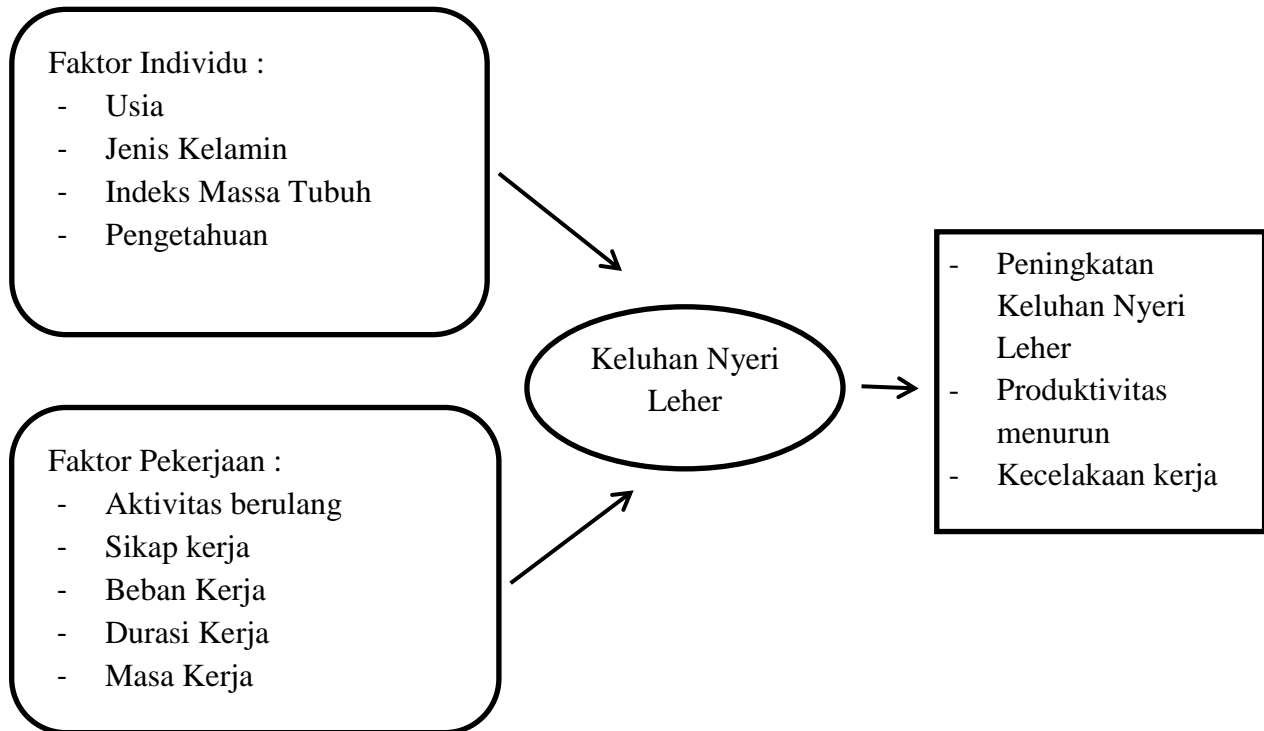 Faktor Individu :
- Usia
- Jenis Kelamin
- Indeks Massa Tubuh
- Pengetahuan
Faktor Pekerjaan :
- Aktivitas berulang
- Sikap kerja
- Beban Kerja
- Durasi Kerja
- Masa Kerja
Keluhan Nyeri
Leher
- Peningkatan
Keluhan Nyeri
Leher
- Produktivitas
menurun
- Kecelakaan kerja